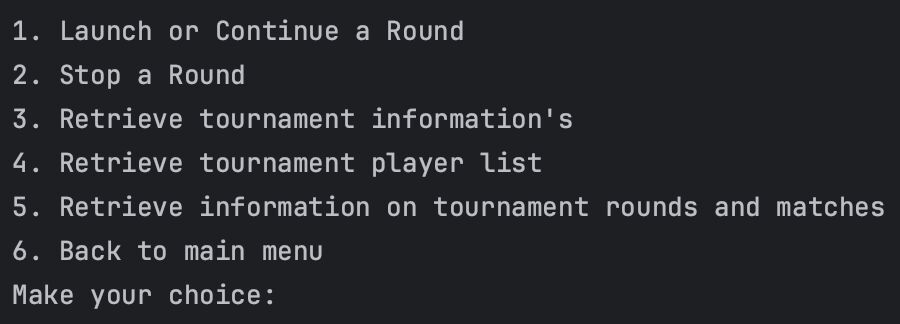 1. Launch or Continue a Round
2. Stop a Round
3. Retrieve tournament information's
4. Retrieve tournament player list
5. Retrieve information on tournament rounds and matches
6. Back to main menu
Make your choice: